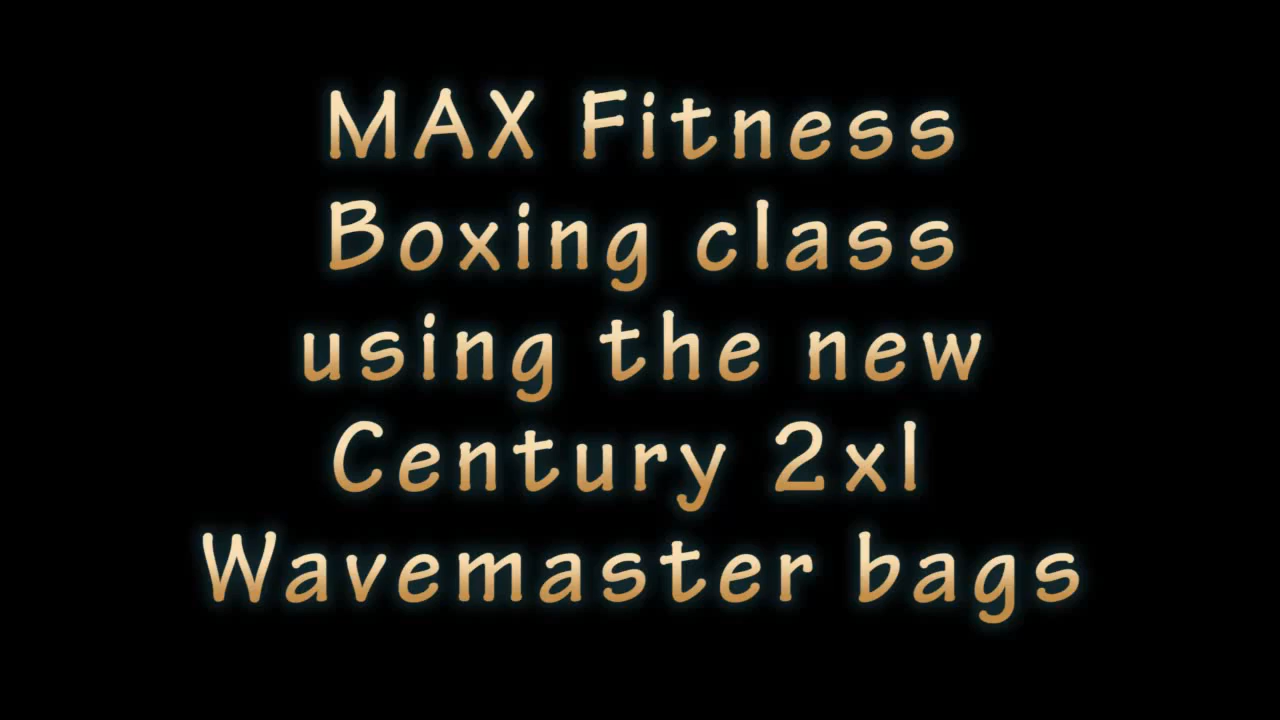 MAX Fitness
Boxing class
using the new
Century 2xl
Wavemaster bags